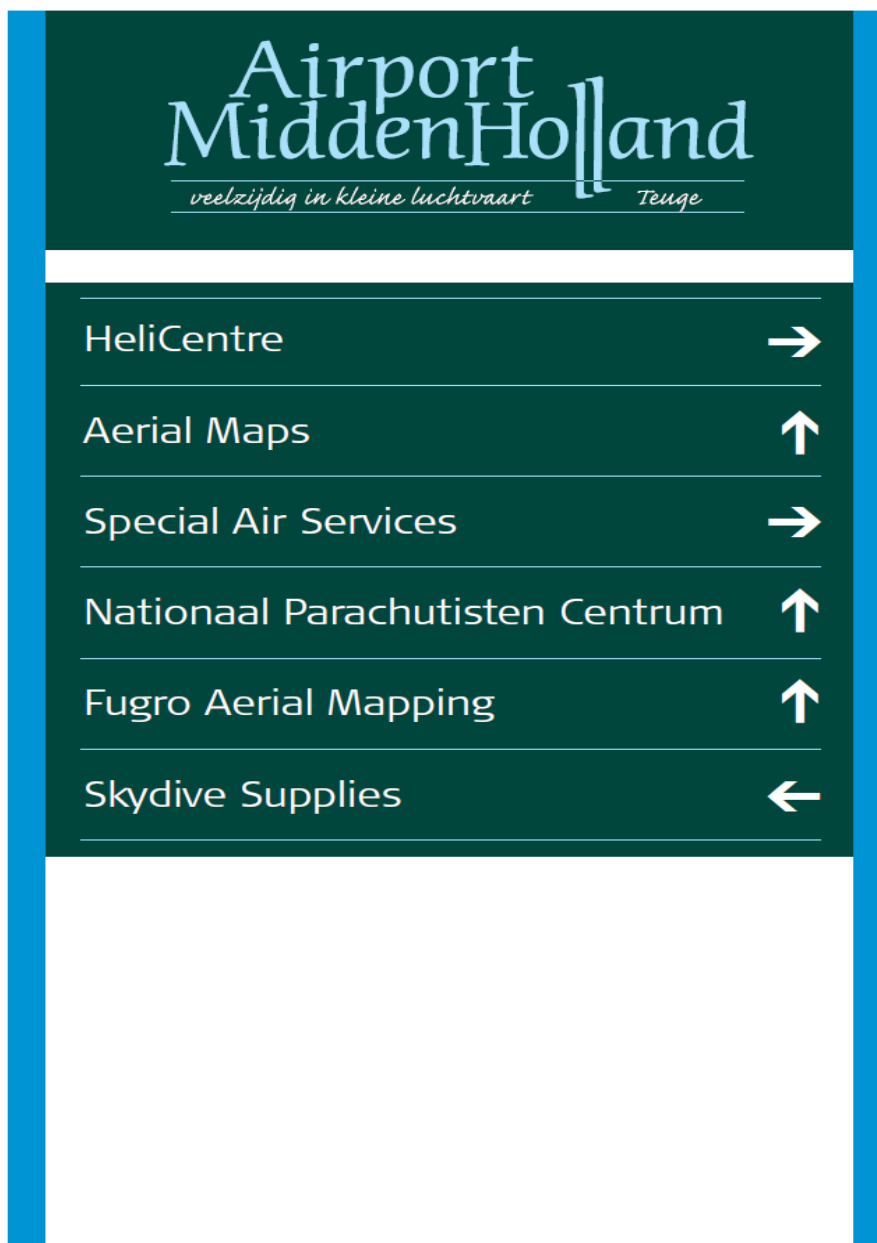 Airport
MiddenHolland
veelzijdig in kleine luchtvaart Teuge
HeliCentre →
Aerial Maps ↑
Special Air Services →
Nationaal Parachutisten Centrum ↑
Fugro Aerial Mapping ↑
Skydive Supplies ←